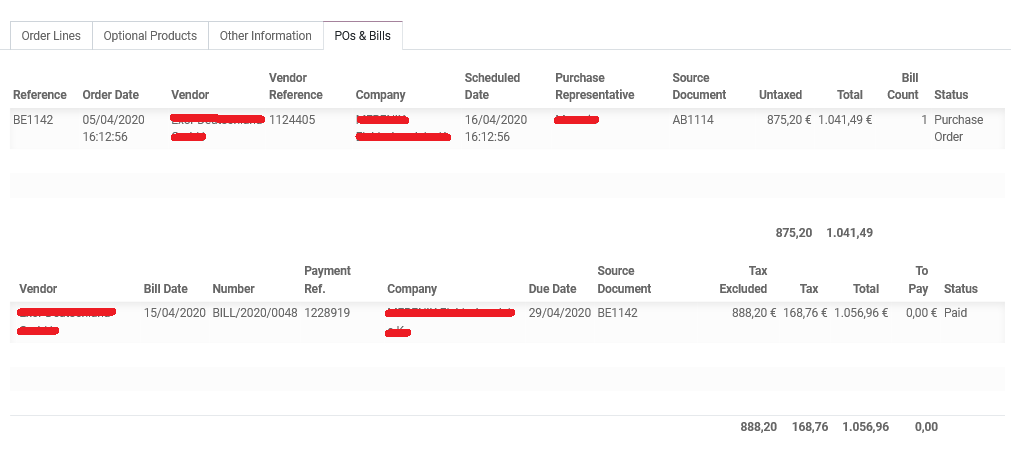 Order Lines Optional Products Other Information POs & Bills
Vendor Scheduled Purchase Source Bill
Reference Order Date Vendor Reference Company Date Representative Document Untaxed Total Count Status
BE1142 05/04/2020 1124405 16/04/2020 AB1114 875,20 € 1.041,49 € 1 Purchase
16:12:56 16:12:56 Order
875,20 1.041,49
Payment Source Tax To
Vendor Bill Date Number Ref. Company Due Date Document Excluded Tax Total Pay Status
15/04/2020 BILL/2020/0048 1228919 29/04/2020 BE1142 888,20 € 168,76 € 1.056,96 € 0,00 € Paid
888,20 168,76 1.056,96 0,00